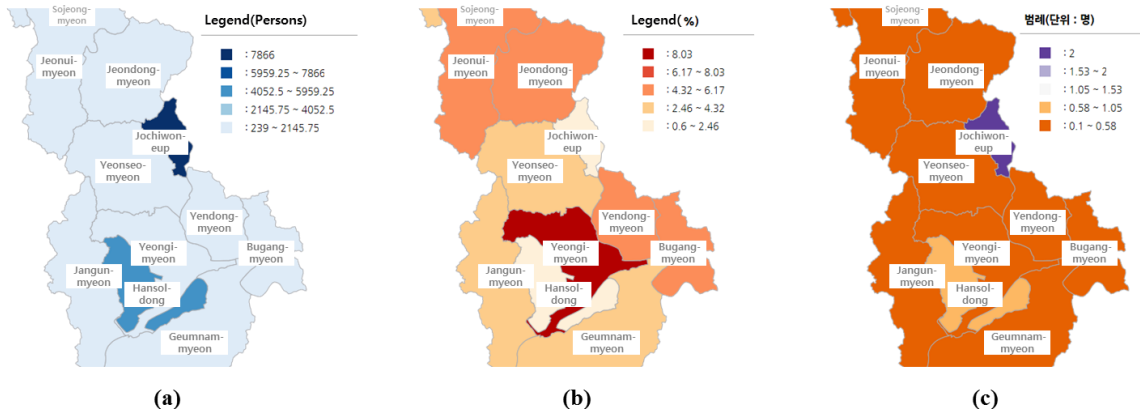 Sojeong-
myeon
Legend(Persons)
: 7866
: 5959.25 ~ 7866
: 4052.5 ~ 5959.25
: 2145.75 ~ 4052.5
: 239 ~ 2145.75
Jeonui-
myeon
Jeondong-
myeon
Jochiwon-
eup
Yeonseo-
myeon
Yendong-
myeon
Yeongi-
myeon
Bugang-
myeon
Jangun-
myeon
Hansol-
dong
Geumnam-
myeon
(a)
Legend(%)
: 8.03
: 6.17 ~ 8.03
: 4.32 ~ 6.17
: 2.46 ~ 4.32
: 0.6 ~ 2.46
Sojeong-
myeon
Jeonui-
myeon
Jeondong-
myeon
Jochiwon-
eup
Yeonseo-
myeon
Yendong-
myeon
Yeongi-
myeon
Bugang-
myeon
Jangun-
myeon
Hansol-
dong
Geumnam-
myeon
(b)
Sojeong-
myeon
범례(단위 : 명)
: 2
: 1.53 ~ 2
: 1.05 ~ 1.53
: 0.58 ~ 1.05
: 0.1 ~ 0.58
Jeonui-
myeon
Jeondong-
myeon
Jochiwon-
eup
Yeonseo-
myeon
Yendong-
myeon
Yeongi-
myeon
Bugang-
myeon
Jangun-
myeon
Hansol-
dong
Geumnam-
myeon
(c)